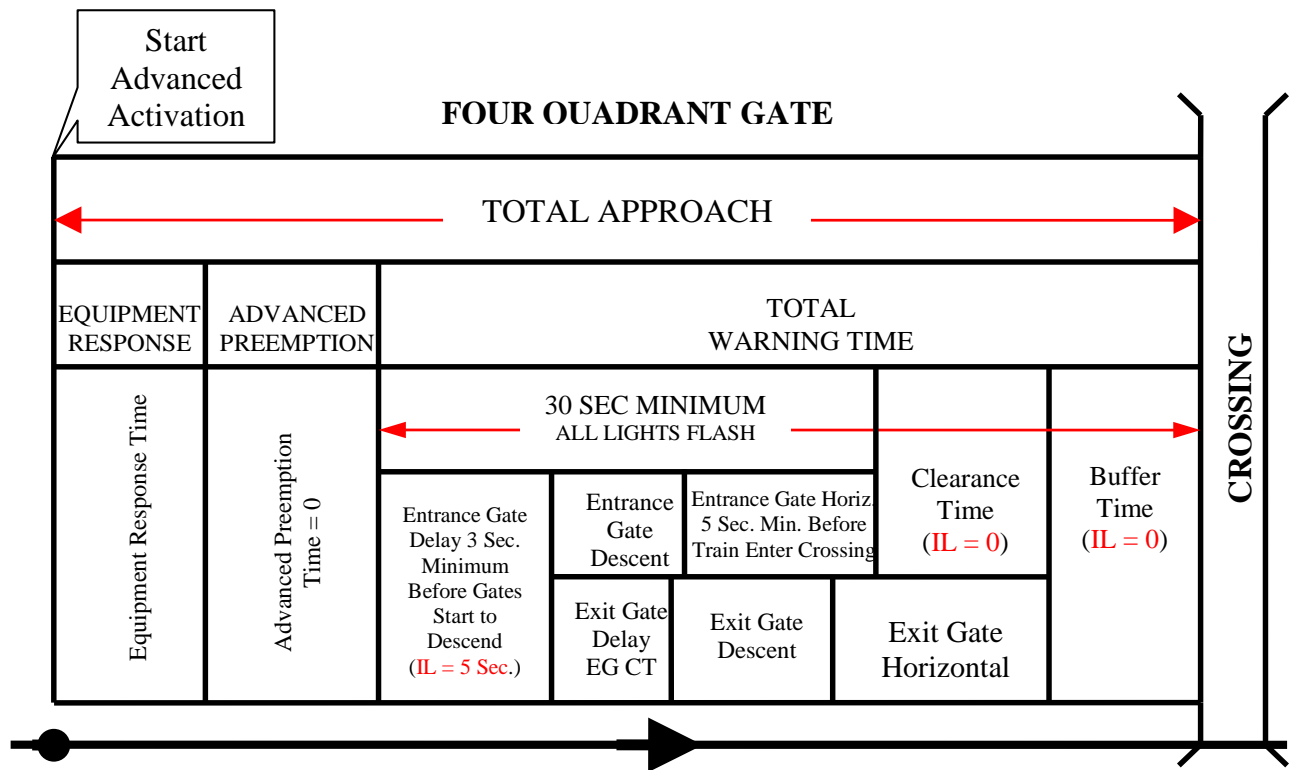 Start
Advanced
Activation
FOUR OUADRANT GATE
TOTAL APPROACH
EQUIPMENT
RESPONSE
ADVANCED
PREEMPTION
TOTAL
WARNING TIME
Equipment Response Time
Advanced Preemption
Time = 0
30 SEC MINIMUM
ALL LIGHTS FLASH
Entrance Gate
Delay 3 Sec.
Minimum
Before Gates
Start to
Descend
(IL = 5 Sec.)
Entrance
Gate
Descent
Entrance Gate Horiz.
5 Sec. Min. Before
Train Enter Crossing
Clearance
Time
(IL = 0)
Buffer
Time
(IL = 0)
Exit Gate
Delay
EG CT
Exit Gate
Descent
Exit Gate
Horizontal
CROSSING